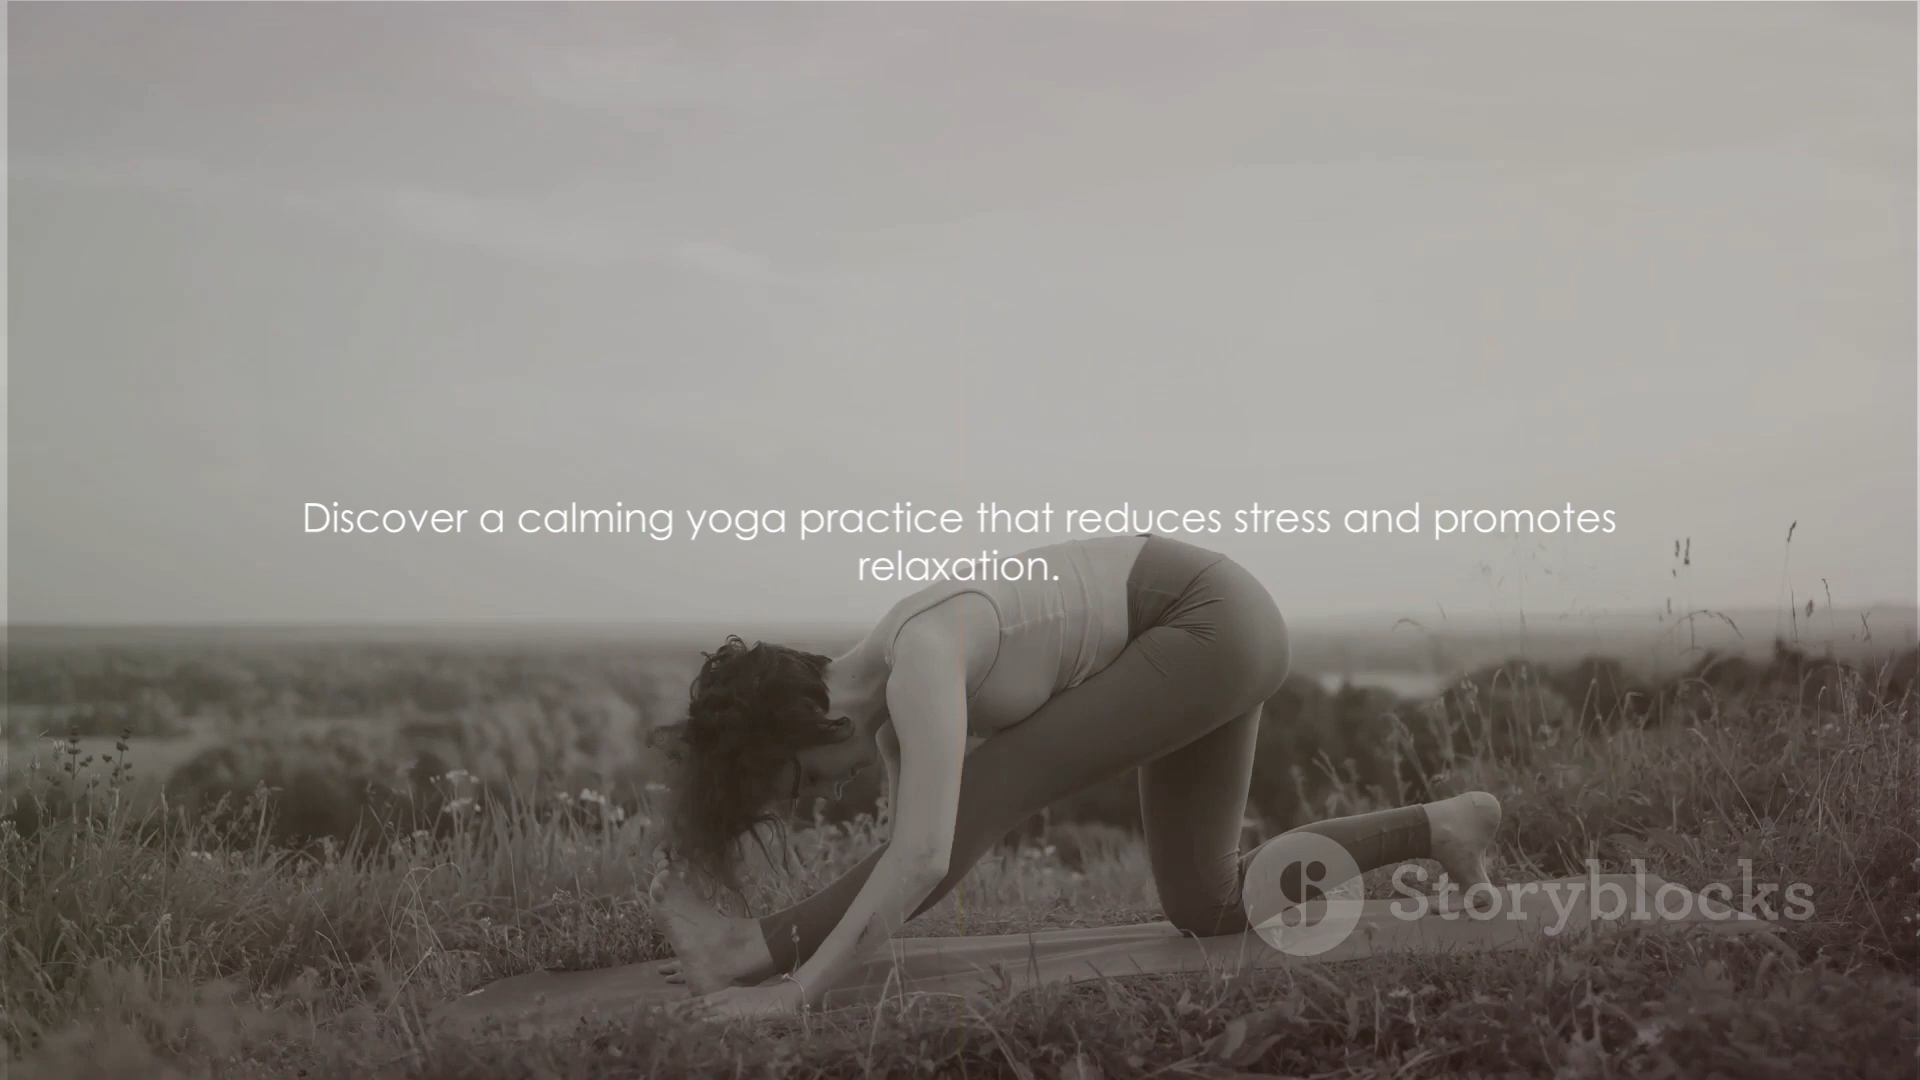 Discover a calming yoga practice that reduces stress and promotes
relaxation.
Storyblocks